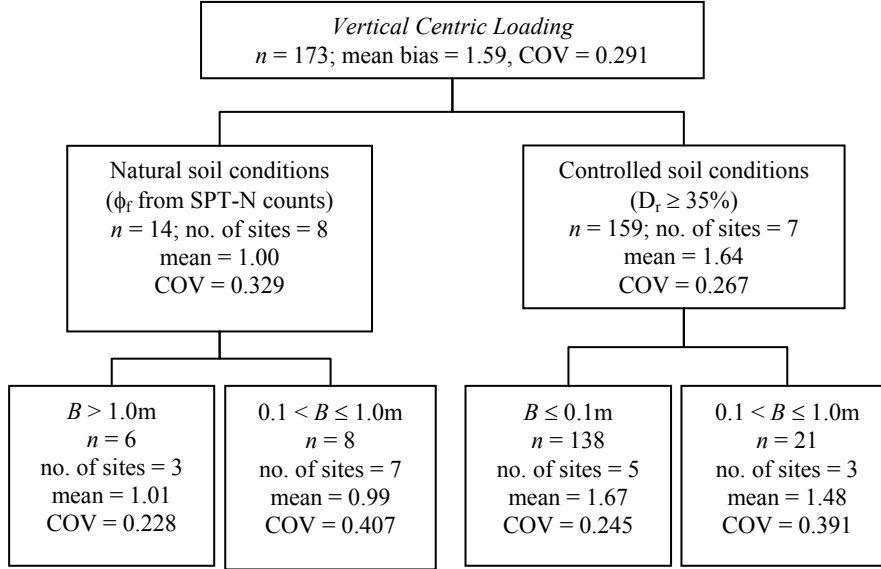 Vertical Centric Loading
n = 173; mean bias = 1.59, COV = 0.291
Natural soil conditions
(ϕf from SPT-N counts)
n = 14; no. of sites = 8
mean = 1.00
COV = 0.329
Controlled soil conditions
(Dr ≥ 35%)
n = 159; no. of sites = 7
mean = 1.64
COV = 0.267
B > 1.0m
n = 6
no. of sites = 3
mean = 1.01
COV = 0.228
0.1 < B ≤ 1.0m
n = 8
no. of sites = 7
mean = 0.99
COV = 0.407
B ≤ 0.1m
n = 138
no. of sites = 5
mean = 1.67
COV = 0.245
0.1 < B ≤ 1.0m
n = 21
no. of sites = 3
mean = 1.48
COV = 0.391